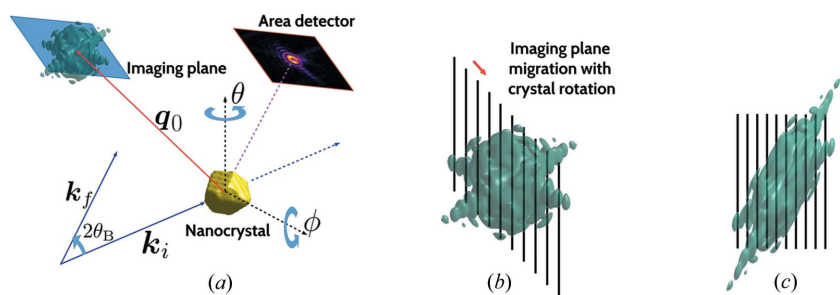 Area detector
Imaging plane
q0
θ
kf
2θB
ki
Nanocrystal
ϕ
(a)
Imaging plane
migration with
crystal rotation
(b)
(c)